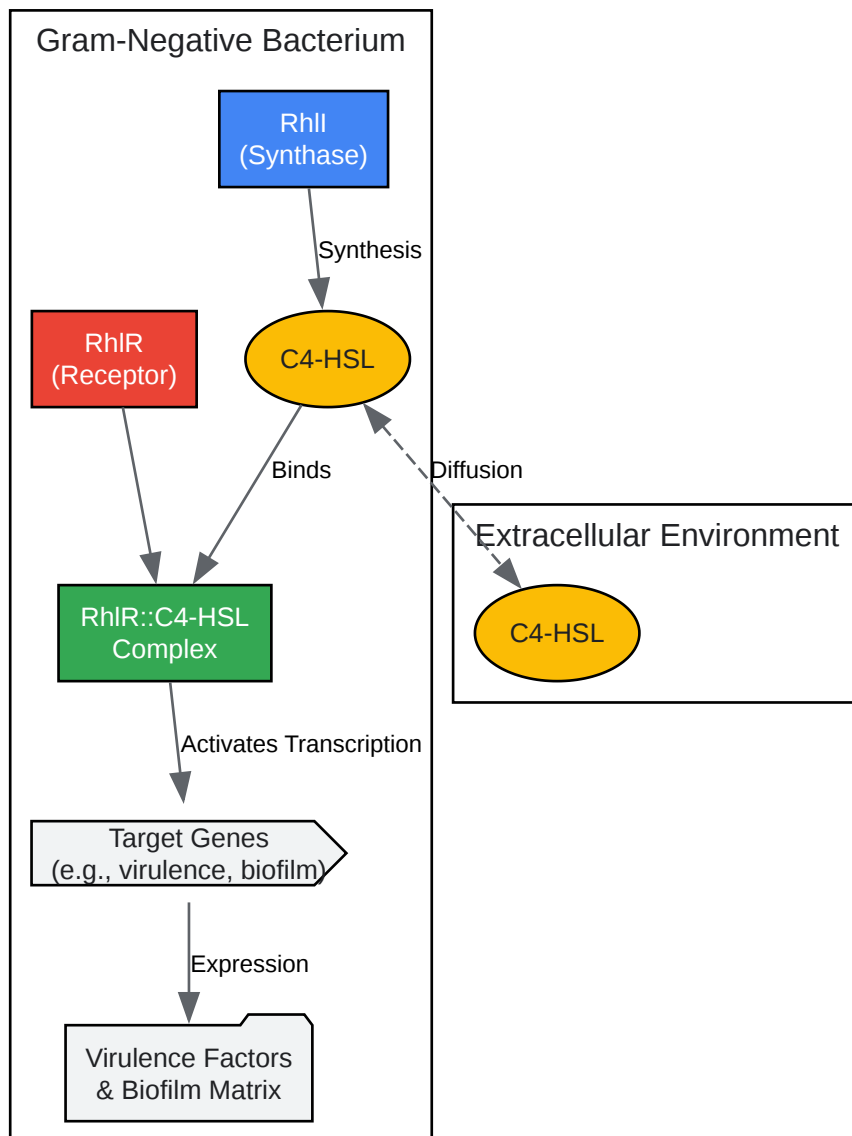 Gram-Negative Bacterium
RhlI
(Synthase)
Synthesis
RhlR
(Receptor)
C4-HSL
Binds
Diffusion
Extracellular Environment
C4-HSL
RhlR::C4-HSL
Complex
Activates Transcription
Target Genes
(e.g., virulence, biofilm)
Expression
Virulence Factors
& Biofilm Matrix